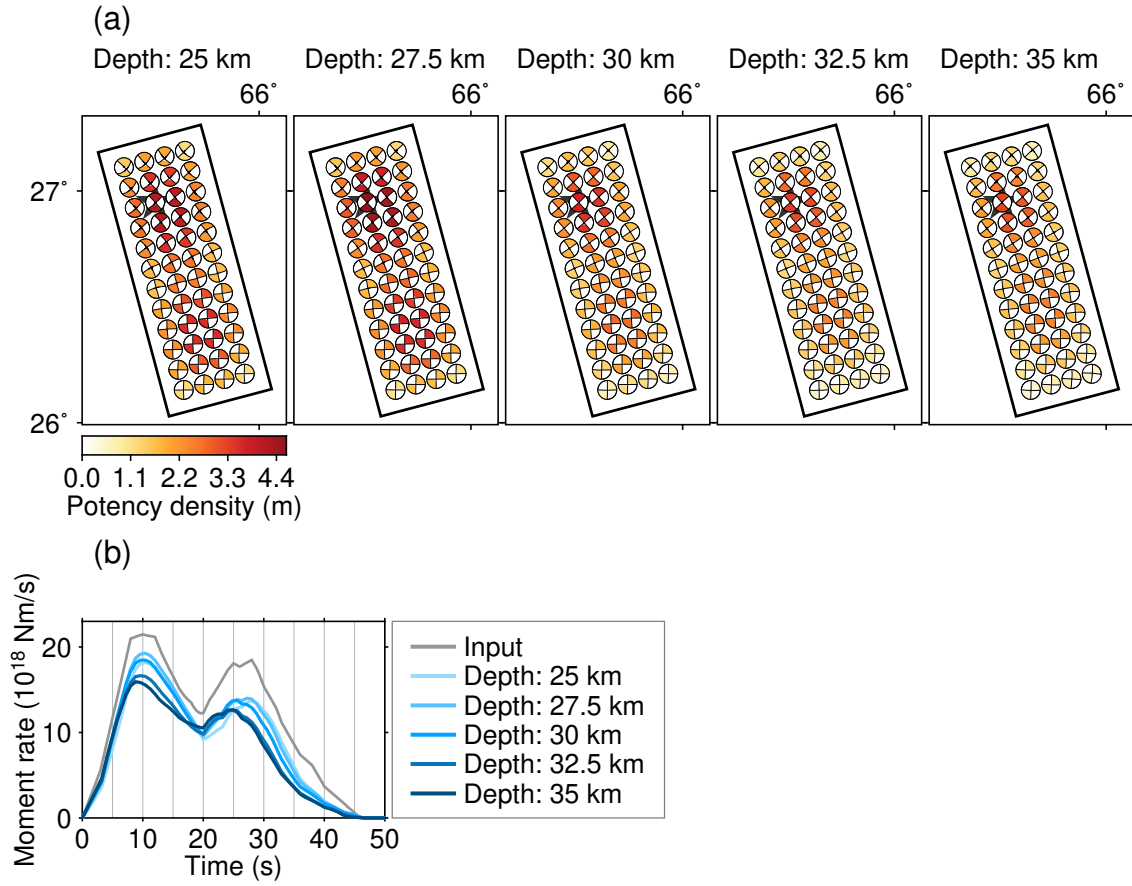 (a)
Depth: 25 km Depth: 27.5 km Depth: 30 km Depth: 32.5 km Depth: 35 km
66˚ 66˚ 66˚ 66˚ 66˚
27˚
26˚
0.0 1.1 2.2 3.3 4.4
Potency density (m)
(b)
Moment rate (10¹⁸ Nm/s)
20
10
0
0 10 20 30 40 50
Time (s)
Input
Depth: 25 km
Depth: 27.5 km
Depth: 30 km
Depth: 32.5 km
Depth: 35 km